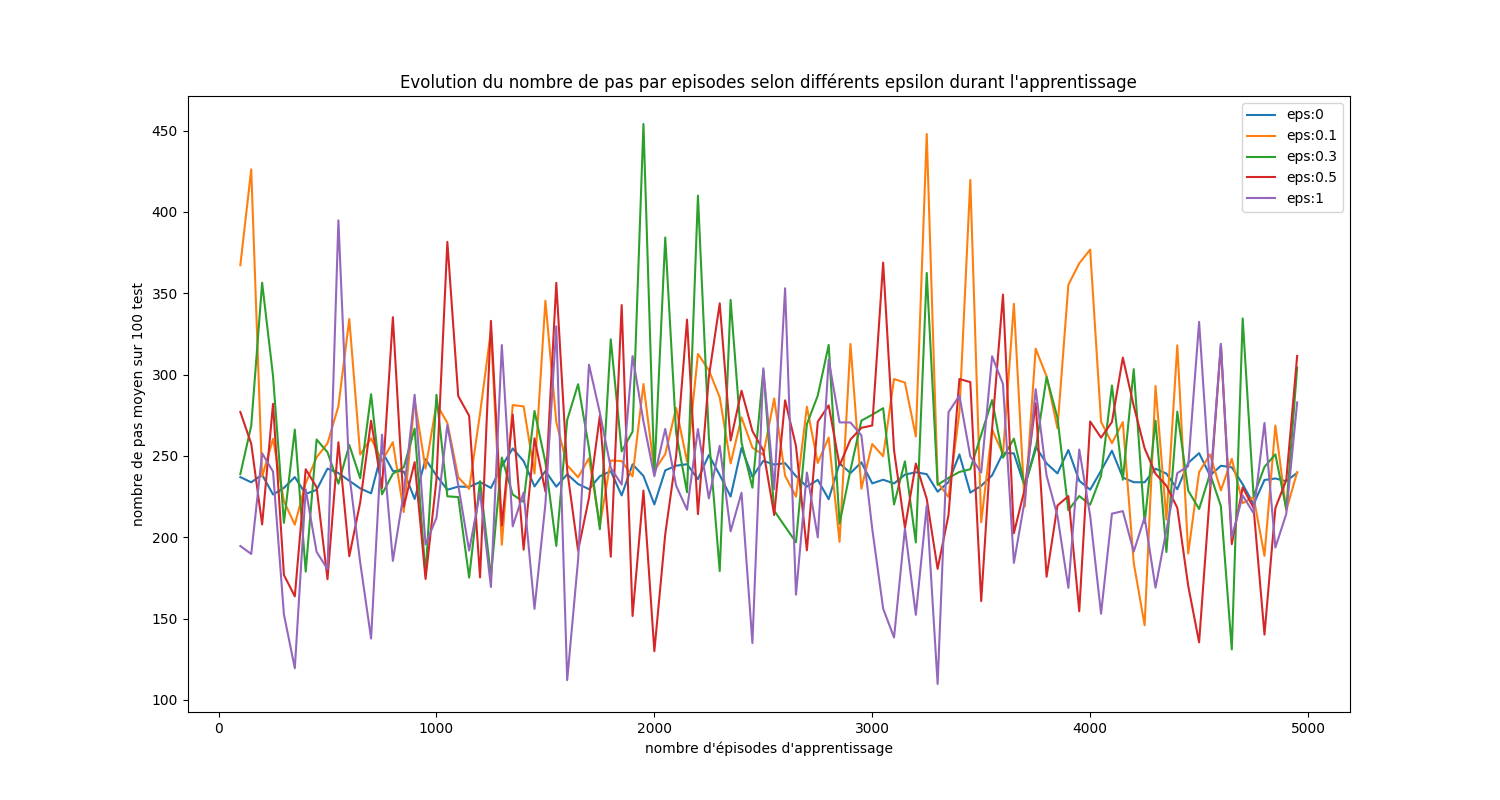 Evolution du nombre de pas par episodes selon différents epsilon durant l'apprentissage
eps:0
eps:0.1
eps:0.3
eps:0.5
eps:1
nombre de pas moyen sur 100 test
450
400
350
300
250
200
150
100
0 1000 2000 3000 4000 5000
nombre d'épisodes d'apprentissage